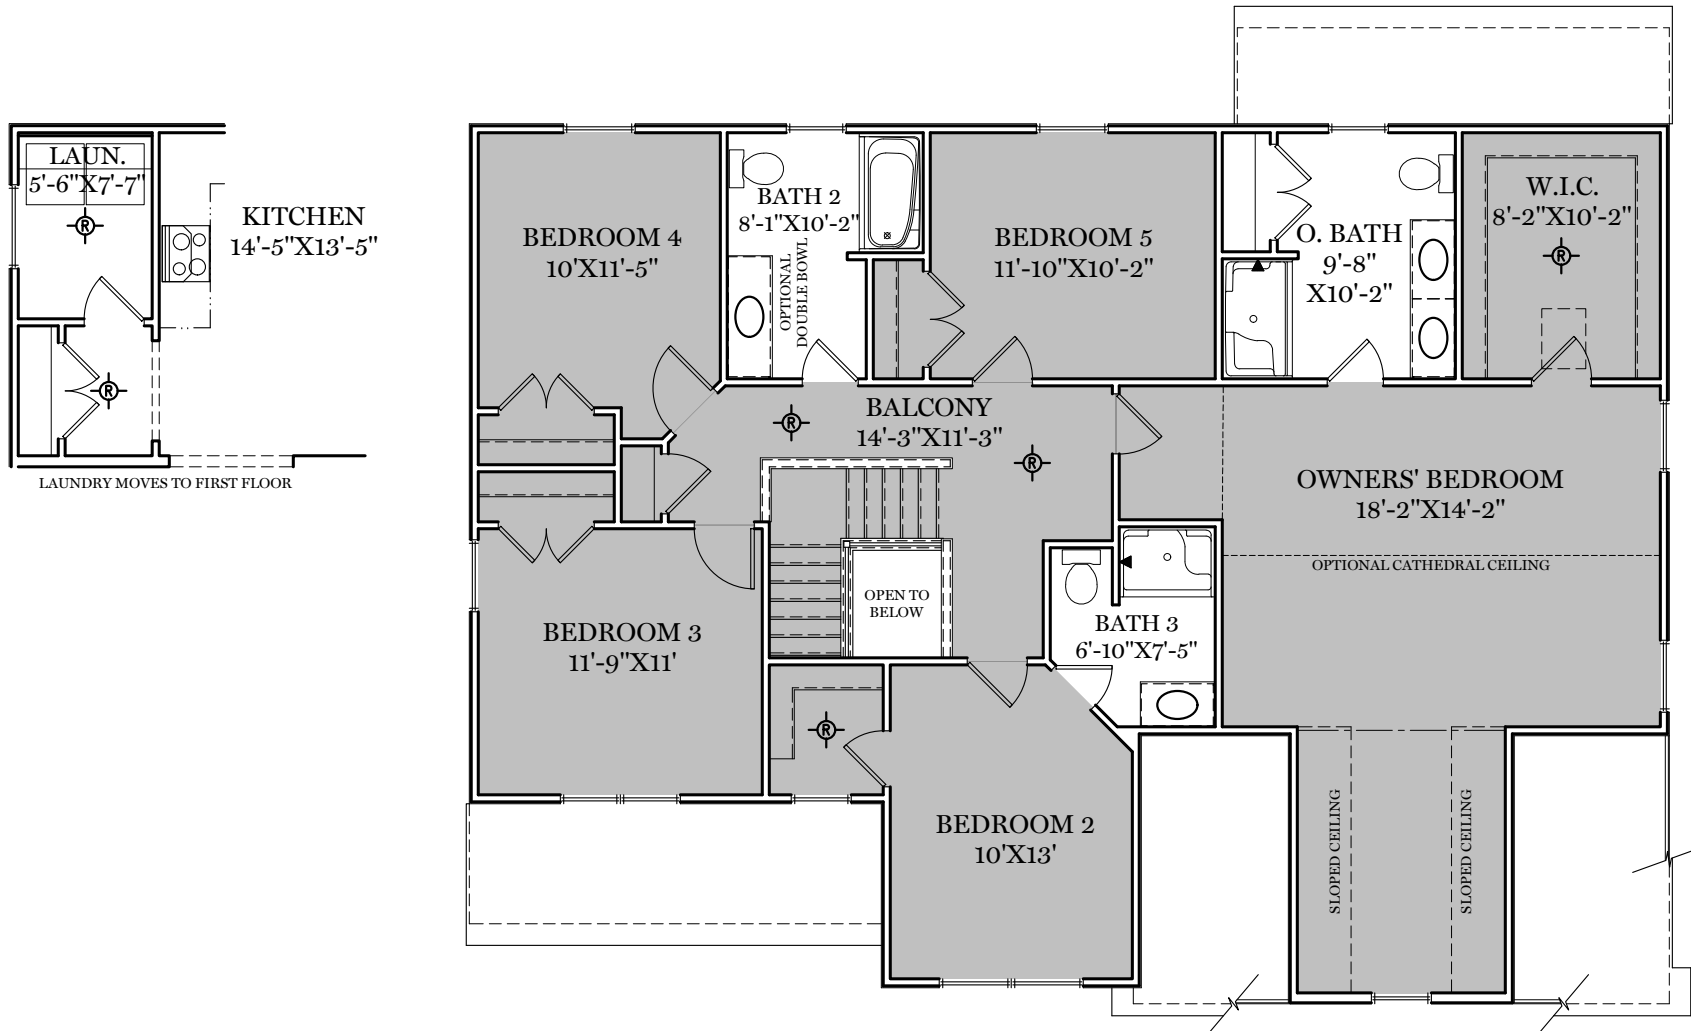 LAUN.
5'-6"X7'-7"
R
KITCHEN
14'-5"X13'-5"
R
LAUNDRY MOVES TO FIRST FLOOR
BEDROOM 4
10'X11'-5"
BATH 2
8'-1"X10'-2"
OPTIONAL
DOUBLE BOWL
BEDROOM 5
11'-10"X10'-2"
O. BATH
9'-8"
X10'-2"
W.I.C.
8'-2"X10'-2"
R
BALCONY
14'-3"X11'-3"
R
R
OWNERS' BEDROOM
18'-2"X14'-2"
OPTIONAL CATHEDRAL CEILING
OPEN TO
BELOW
BATH 3
6'-10"X7'-5"
BEDROOM 3
11'-9"X11'
R
BEDROOM 2
10'X13'
SLOPED CEILING
SLOPED CEILING